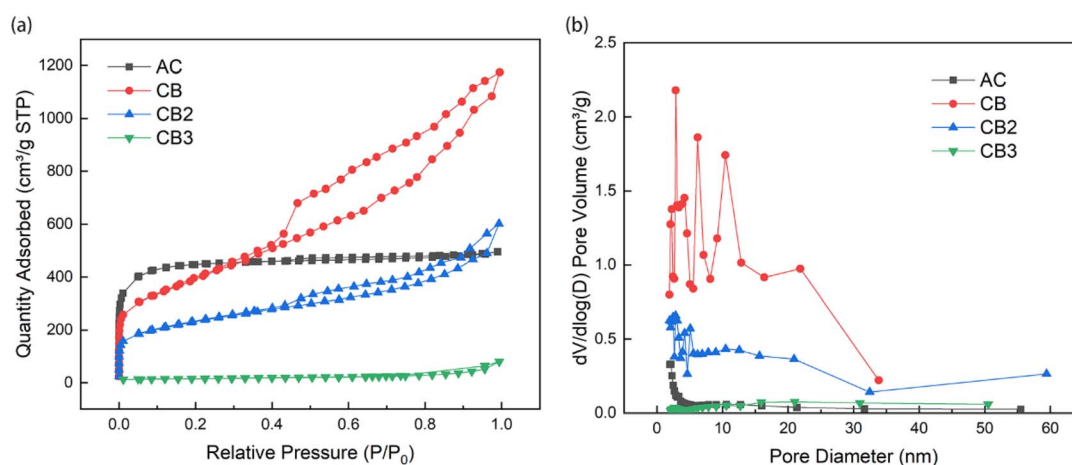 (a)
AC
CB
CB2
CB3
Quantity Adsorbed (cm³/g STP)
1200
1000
800
600
400
200
0
0.0 0.2 0.4 0.6 0.8 1.0
Relative Pressure (P/P₀)
(b)
AC
CB
CB2
CB3
dV/dlog(D) Pore Volume (cm³/g)
2.5
2.0
1.5
1.0
0.5
0.0
0 10 20 30 40 50 60
Pore Diameter (nm)